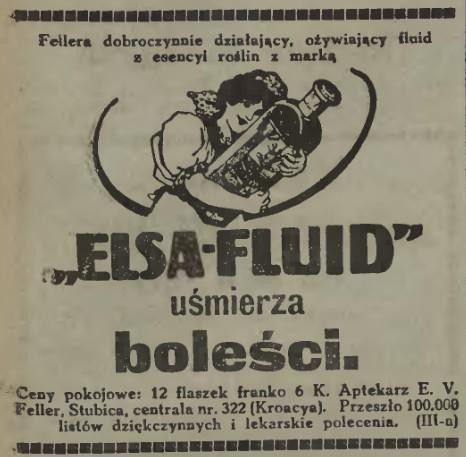 Fellera dobroczynnie działający, ożywiający fluid
z esencyi roślin z marką
„ELSA-FLUID”
uśmierza
boleści.
Ceny pokojowe: 12 flaszek franko 6 K. Aptekarz E. V.
Feller, Stubica, centrala nr. 322 (Kroacya). Przeszło 100.000
listów dziękczynnych i lekarskie polecenia. (III-n)